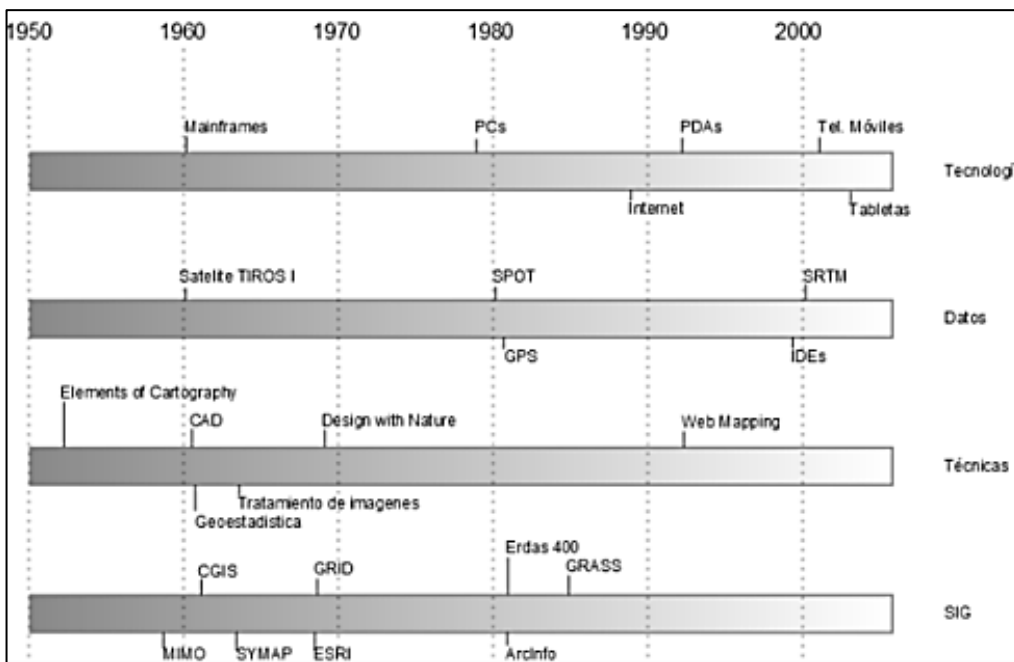 1950 1960 1970 1980 1990 2000
Mainframes PCs PDAs Tel. Móviles
Tecnologí
Internet Tabletas
Satelite TIROS I SPOT SRTM
Datos
GPS IDEs
Elements of Cartography
CAD Design with Nature Web Mapping
Técnicas
Tratamiento de imagenes
Geoestadistica
Erdas 400
CGIS GRID GRASS
SIG
MIMO SYMAP ESRI ArcInfo